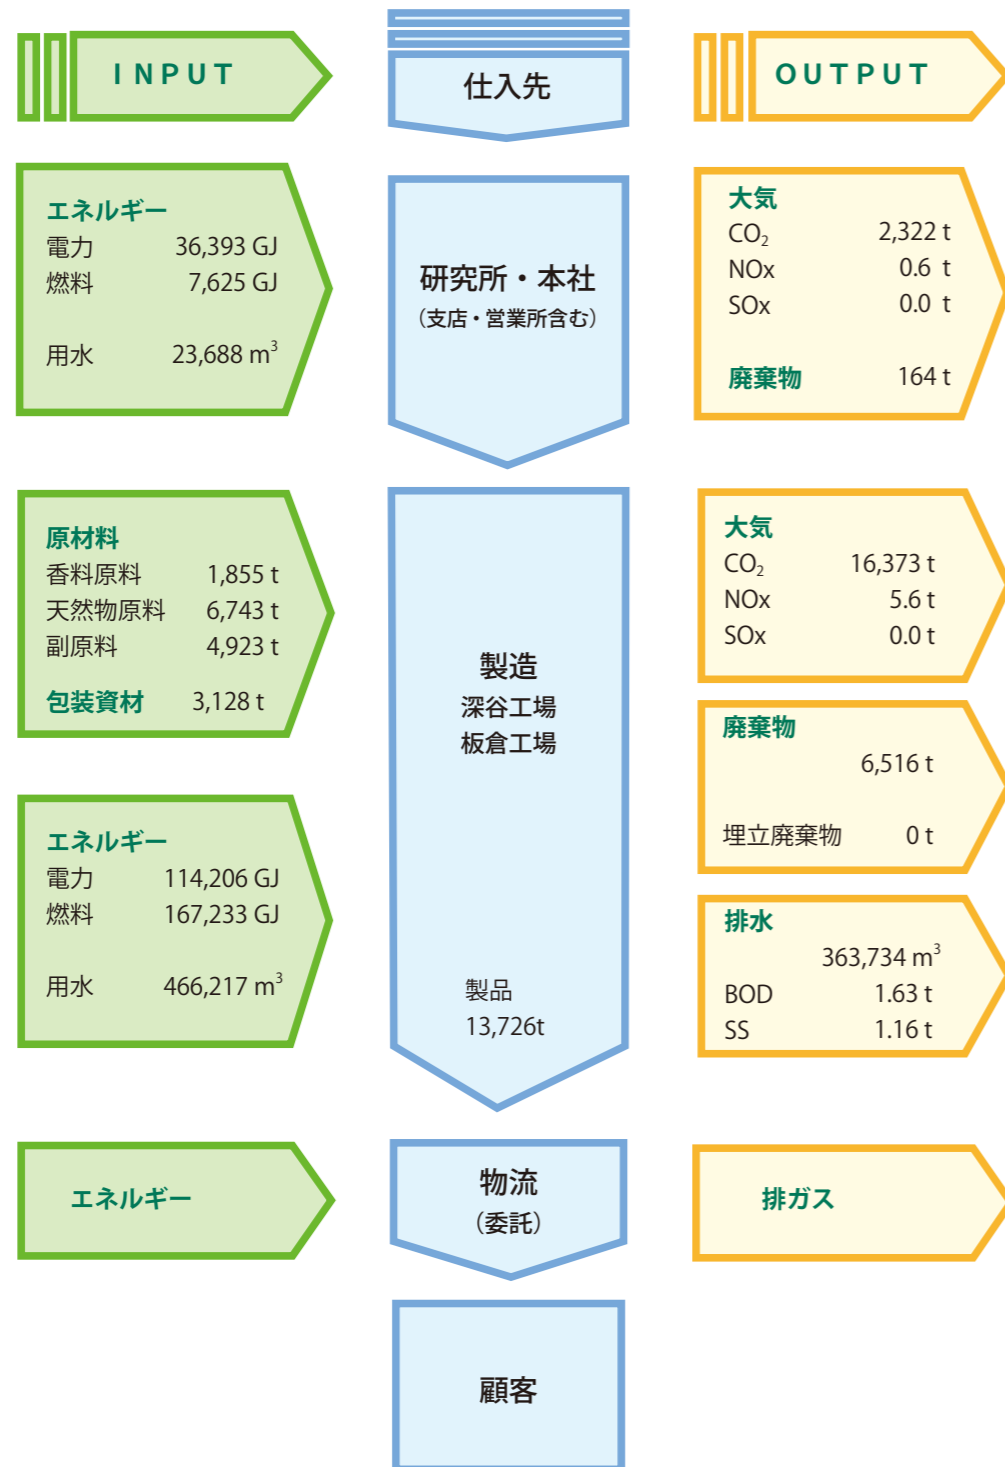 INPUT
仕入先
OUTPUT
エネルギー
電力 36,393 GJ
燃料 7,625 GJ
用水 23,688 m³
研究所・本社
（支店・営業所含む）
大気
CO₂ 2,322 t
NOx 0.6 t
SOx 0.0 t
廃棄物 164 t
原材料
香料原料 1,855 t
天然物原料 6,743 t
副原料 4,923 t
包装資材 3,128 t
エネルギー
電力 114,206 GJ
燃料 167,233 GJ
用水 466,217 m³
製造
深谷工場
板倉工場
製品
13,726t
大気
CO₂ 16,373 t
NOx 5.6 t
SOx 0.0 t
廃棄物
6,516 t
埋立廃棄物 0 t
排水
363,734 m³
BOD 1.63 t
SS 1.16 t
エネルギー
物流
（委託）
排ガス
顧客